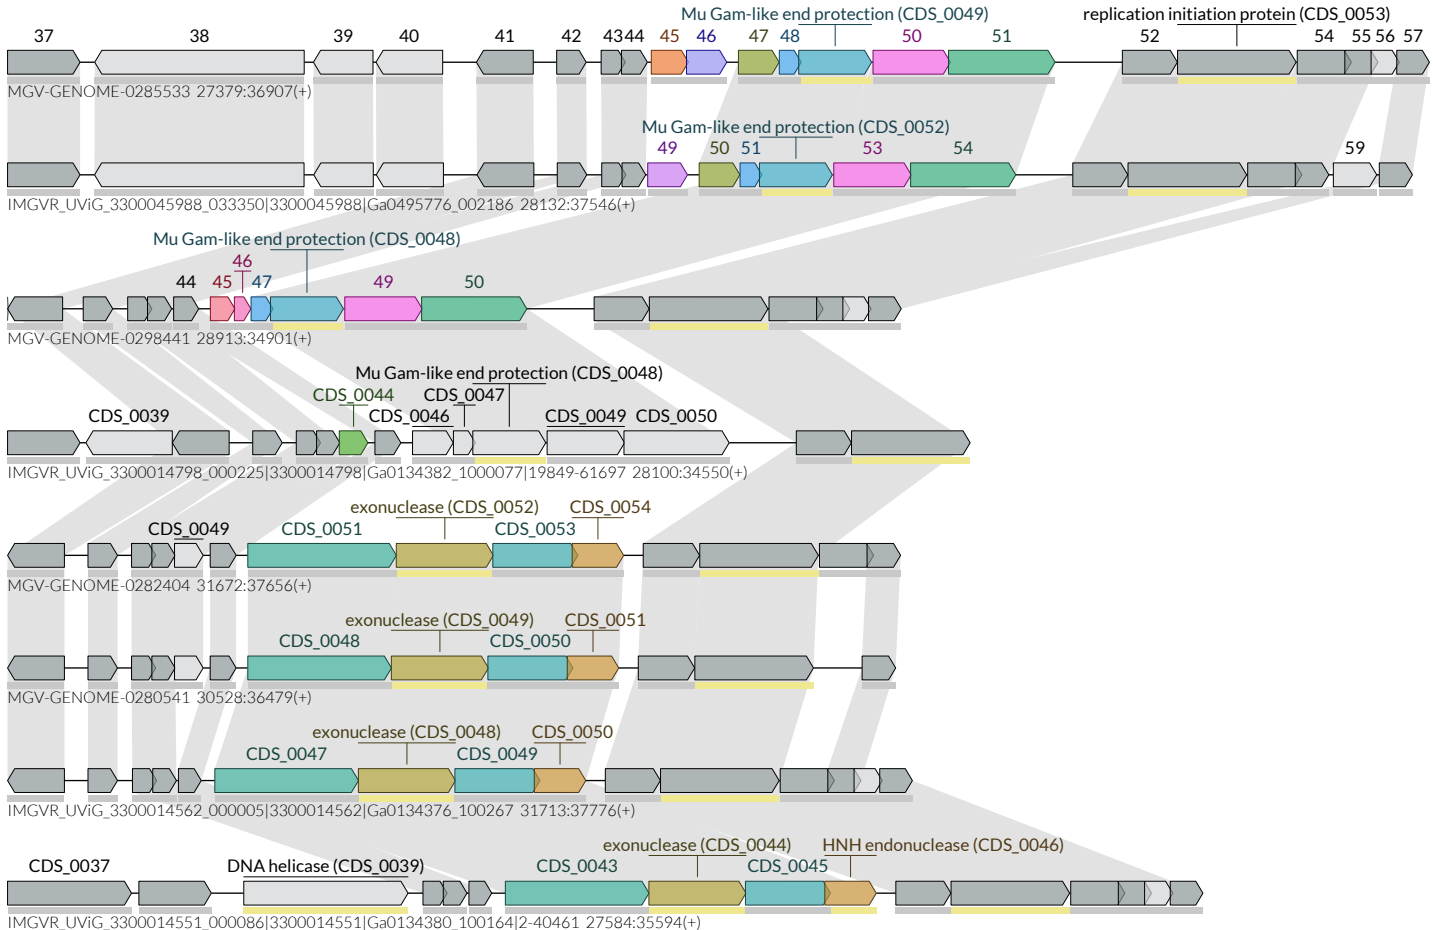 Mu Gam-like end protection (CDS_0049) replication initiation protein (CDS_0053)
37 38 39 40 41 42 43 44 45 46 47 48 50 51 52 54 55 56 57
MGV-GENOME-0285533 27379:36907(+)
Mu Gam-like end protection (CDS_0052)
49 50 51 53 54 59
IMGVR_UViG_3300045988_033350|3300045988|Ga0495776_002186 28132:37546(+)
Mu Gam-like end protection (CDS_0048)
46
44 45 47 49 50
MGV-GENOME-0298441 28913:34901(+)
Mu Gam-like end protection (CDS_0048)
CDS_0044 CDS_0047
CDS_0039 CDS_0046 CDS_0049 CDS_0050
IMGVR_UViG_3300014798_000225|3300014798|Ga0134382_1000077|19849-61697 28100:34550(+)
exonuclease (CDS_0052) CDS_0054
CDS_0049 CDS_0051 CDS_0053
MGV-GENOME-0282404 31672:37656(+)
exonuclease (CDS_0049) CDS_0051
CDS_0048 CDS_0050
MGV-GENOME-0280541 30528:36479(+)
exonuclease (CDS_0048) CDS_0050
CDS_0047 CDS_0049
IMGVR_UViG_3300014562_000005|3300014562|Ga0134376_100267 31713:37776(+)
exonuclease (CDS_0044) HNH endonuclease (CDS_0046)
CDS_0037 DNA helicase (CDS_0039) CDS_0043 CDS_0045
IMGVR_UViG_3300014551_000086|3300014551|Ga0134380_100164|2-40461 27584:35594(+)